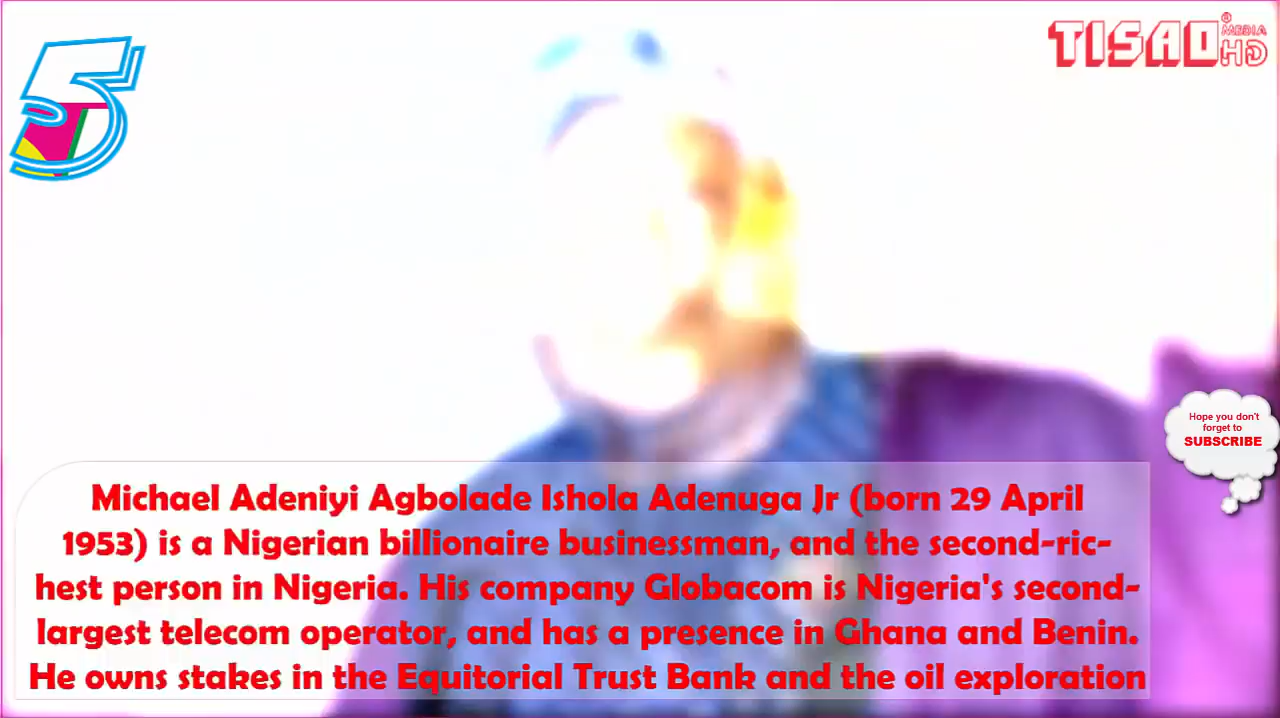 5
TISAO
MEDIA
HD
Hope you don't
forget to
SUBSCRIBE
Michael Adeniyi Agbolade Ishola Adenuga Jr (born 29 April
1953) is a Nigerian billionaire businessman, and the second-ric-
hest person in Nigeria. His company Globacom is Nigeria's second-
largest telecom operator, and has a presence in Ghana and Benin.
He owns stakes in the Equitorial Trust Bank and the oil exploration